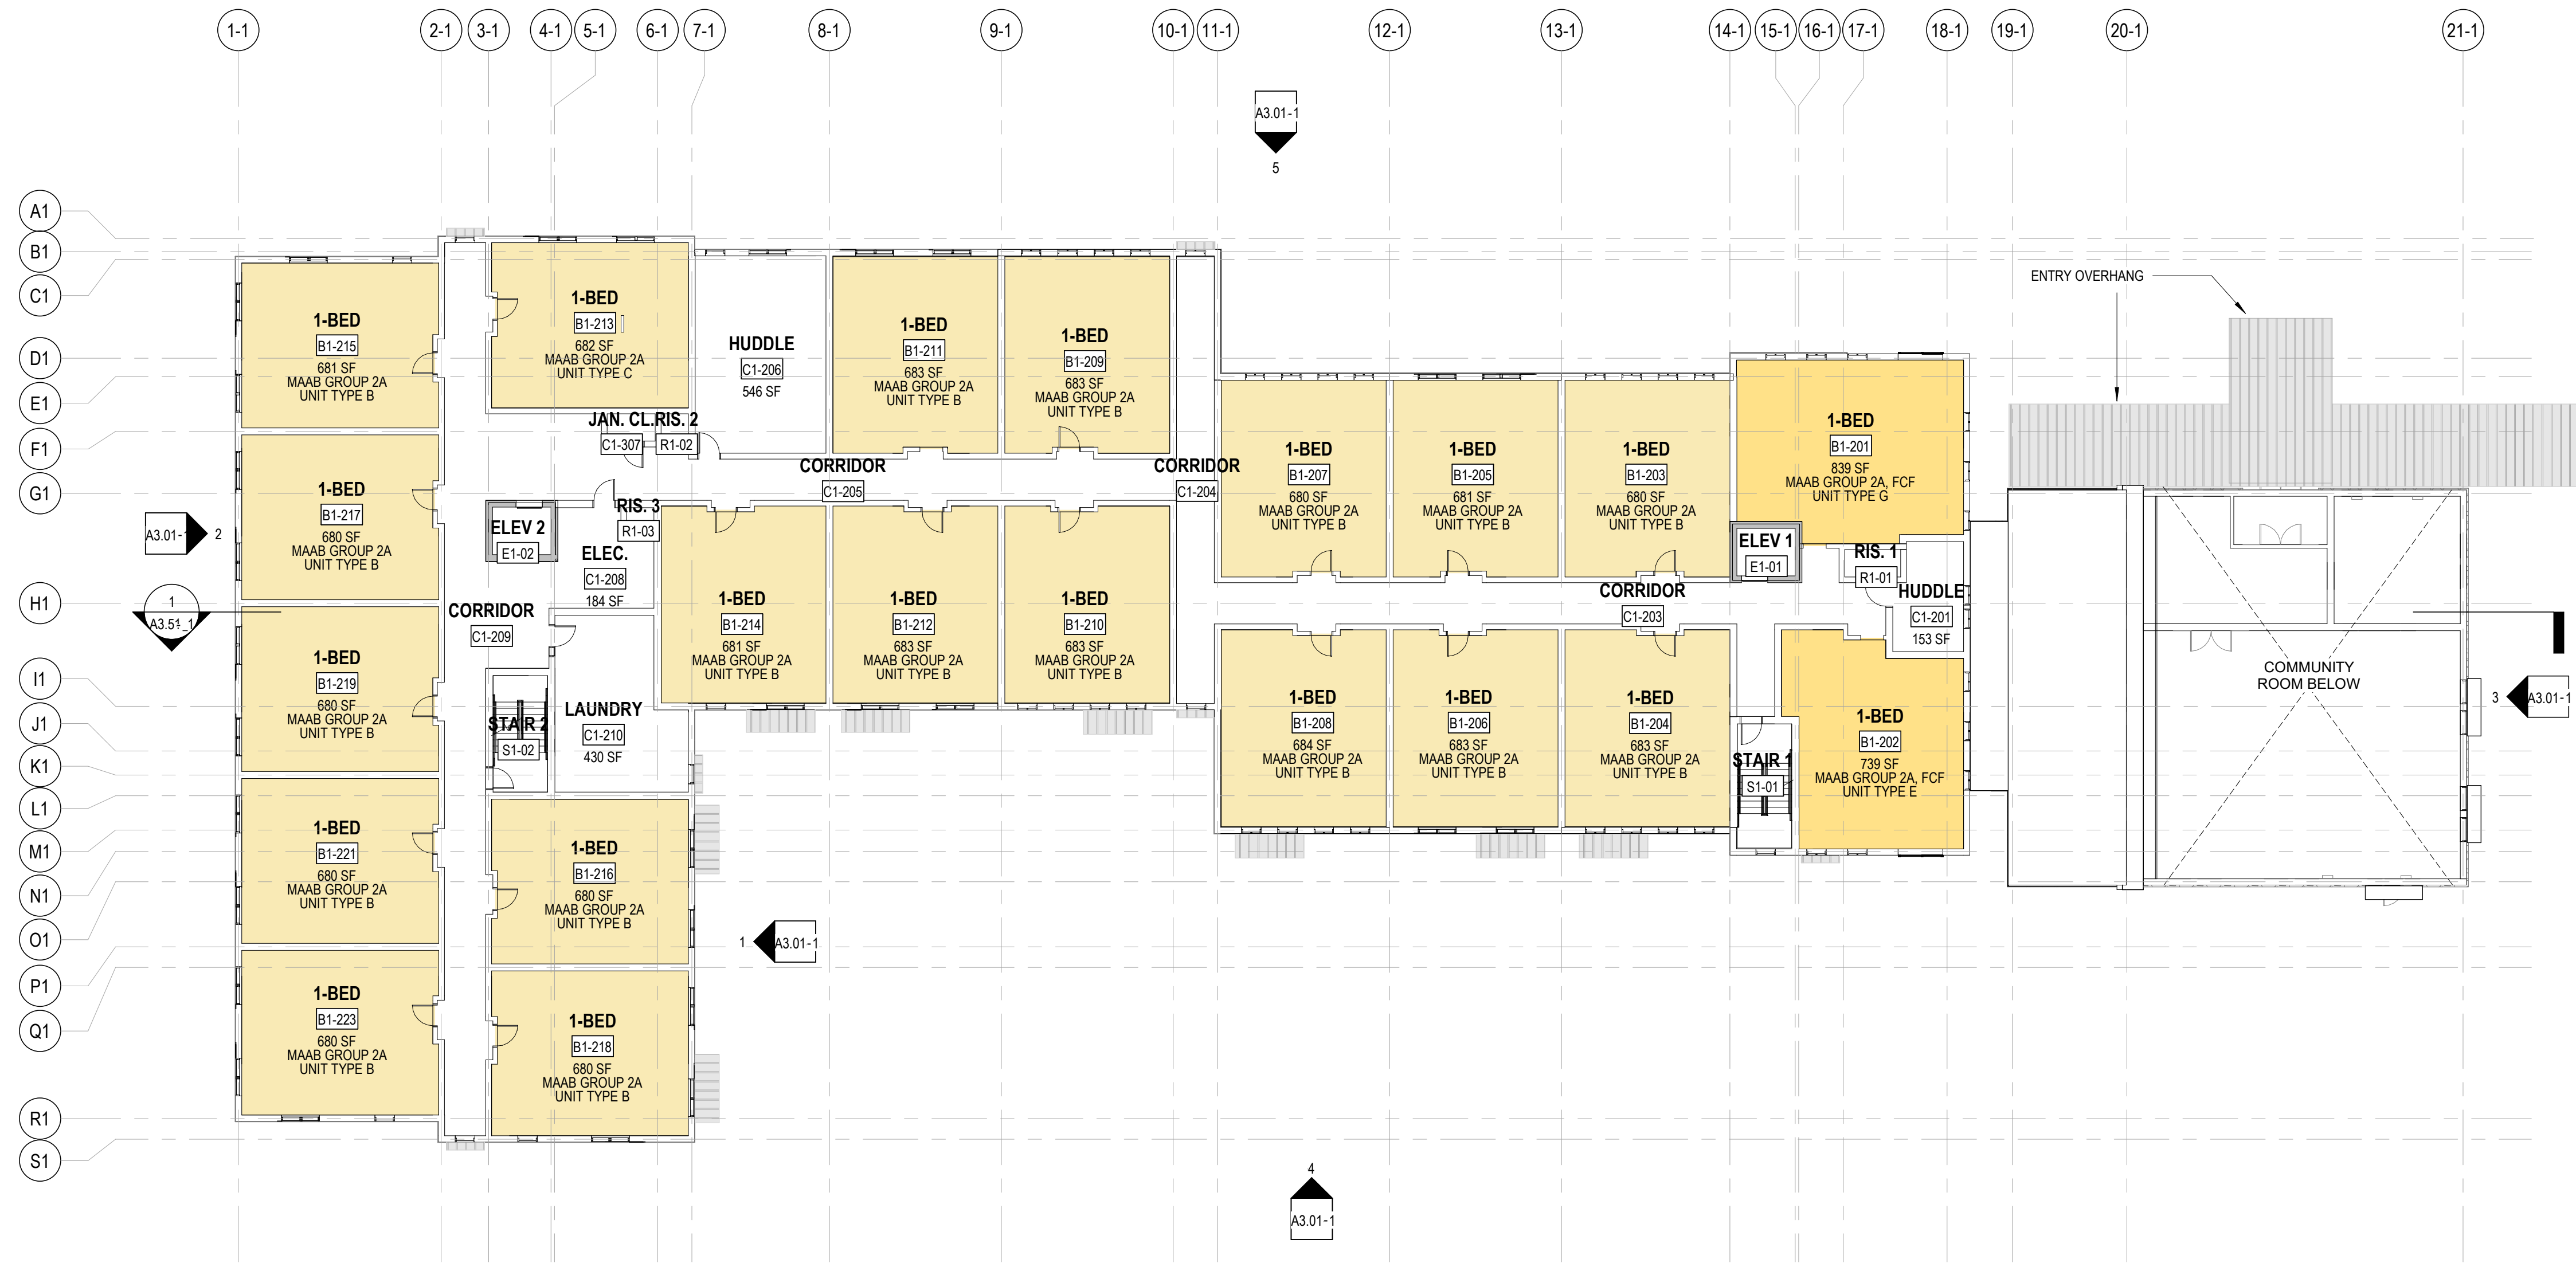 1-1
2-1
3-1
4-1
5-1
6-1
7-1
8-1
9-1
10-1
11-1
12-1
13-1
14-1
15-1
16-1
17-1
18-1
19-1
20-1
21-1
A3.01-1
5
A1
B1
C1
D1
E1
F1
G1
H1
I1
J1
K1
L1
M1
N1
O1
P1
Q1
R1
S1
ENTRY OVERHANG
1-BED
B1-215
681 SF
MAAB GROUP 2A
UNIT TYPE B
1-BED
B1-213
682 SF
MAAB GROUP 2A
UNIT TYPE C
HUDDLE
C1-206
546 SF
1-BED
B1-211
683 SF
MAAB GROUP 2A
UNIT TYPE B
1-BED
B1-209
683 SF
MAAB GROUP 2A
UNIT TYPE B
JAN. CL.
C1-307
RIS. 2
R1-02
CORRIDOR
C1-205
CORRIDOR
C1-204
1-BED
B1-207
680 SF
MAAB GROUP 2A
UNIT TYPE B
1-BED
B1-205
681 SF
MAAB GROUP 2A
UNIT TYPE B
1-BED
B1-203
680 SF
MAAB GROUP 2A
UNIT TYPE B
1-BED
B1-201
839 SF
MAAB GROUP 2A, FCF
UNIT TYPE G
A3.01-1
2
1-BED
B1-217
680 SF
MAAB GROUP 2A
UNIT TYPE B
ELEV 2
E1-02
RIS. 3
R1-03
ELEC.
C1-208
184 SF
ELEV 1
E1-01
RIS. 1
R1-01
HUDDLE
C1-201
153 SF
1
A3.51_1
CORRIDOR
C1-209
1-BED
B1-214
681 SF
MAAB GROUP 2A
UNIT TYPE B
1-BED
B1-212
683 SF
MAAB GROUP 2A
UNIT TYPE B
1-BED
B1-210
683 SF
MAAB GROUP 2A
UNIT TYPE B
CORRIDOR
C1-203
1-BED
B1-219
680 SF
MAAB GROUP 2A
UNIT TYPE B
STAIR 2
S1-02
LAUNDRY
C1-210
430 SF
1-BED
B1-208
684 SF
MAAB GROUP 2A
UNIT TYPE B
1-BED
B1-206
683 SF
MAAB GROUP 2A
UNIT TYPE B
1-BED
B1-204
683 SF
MAAB GROUP 2A
UNIT TYPE B
STAIR 1
S1-01
1-BED
B1-202
739 SF
MAAB GROUP 2A, FCF
UNIT TYPE E
COMMUNITY
ROOM BELOW
3
A3.01-1
1-BED
B1-221
680 SF
MAAB GROUP 2A
UNIT TYPE B
1-BED
B1-216
680 SF
MAAB GROUP 2A
UNIT TYPE B
1
A3.01-1
1-BED
B1-223
680 SF
MAAB GROUP 2A
UNIT TYPE B
1-BED
B1-218
680 SF
MAAB GROUP 2A
UNIT TYPE B
4
A3.01-1